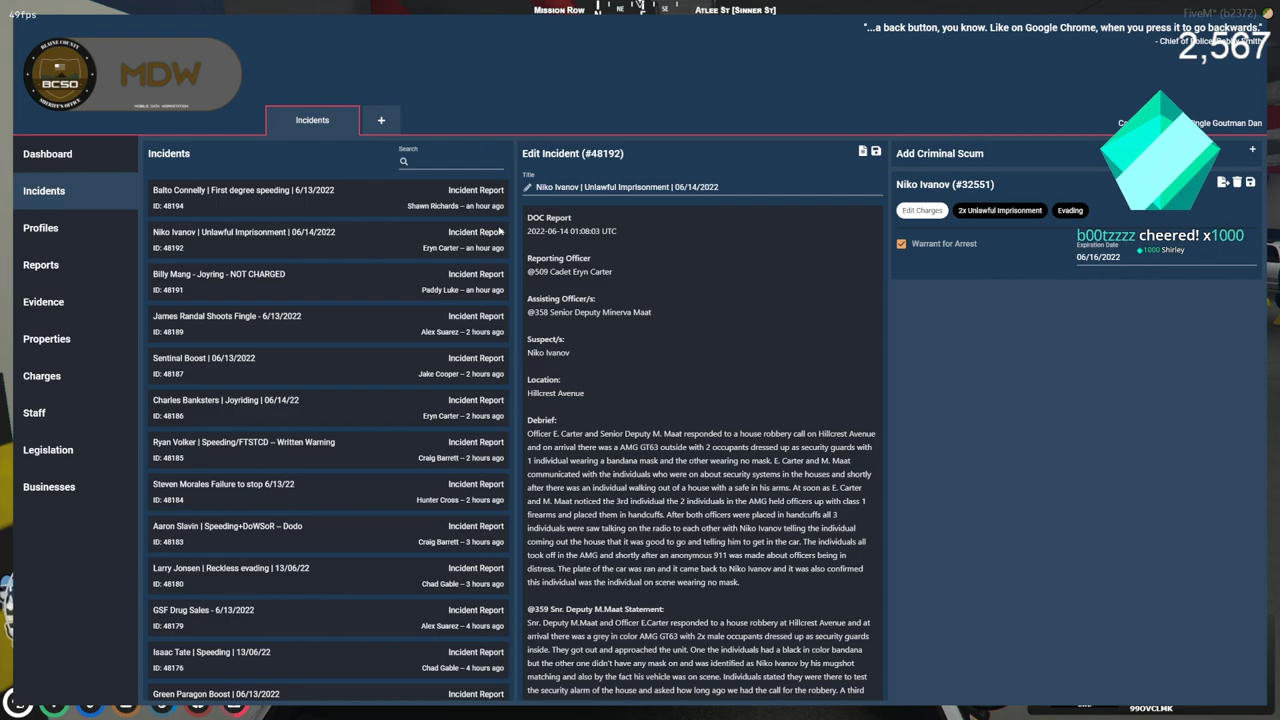 49fps
Mission Row
NE
SE
Atlee St [Sinner St]
FiveM* (b2372)
"...a back button, you know. Like on Google Chrome, when you press it to go backwards."
- Chief of Police Bobby Smith
2,567
BLAINE COUNTY
BCSO
SHERIFF'S OFFICE
MDW
MOBILE DATA WORKSTATION
Incidents
+
ngle Goutman Dan
Dashboard
Incidents
Profiles
Reports
Evidence
Properties
Charges
Staff
Legislation
Businesses
Incidents
Search
Balto Connelly | First degree speeding | 6/13/2022 Incident Report
ID: 48194 Shawn Richards – an hour ago
Niko Ivanov | Unlawful Imprisonment | 06/14/2022 Incident Report
ID: 48192 Eryn Carter – an hour ago
Billy Mang - Joyring - NOT CHARGED Incident Report
ID: 48191 Paddy Luke – an hour ago
James Randal Shoots Fingle - 6/13/2022 Incident Report
ID: 48189 Alex Suarez – 2 hours ago
Sentinal Boost | 06/13/2022 Incident Report
ID: 48187 Jake Cooper – 2 hours ago
Charles Banksters | Joyriding | 06/14/22 Incident Report
ID: 48186 Eryn Carter – 2 hours ago
Ryan Volker | Speeding/FTSTCD -- Written Warning Incident Report
ID: 48185 Craig Barrett – 2 hours ago
Steven Morales Failure to stop 6/13/22 Incident Report
ID: 48184 Hunter Cross – 2 hours ago
Aaron Slavin | Speeding+DoWSoR -- Dodo Incident Report
ID: 48183 Craig Barrett – 3 hours ago
Larry Jonsen | Reckless evading | 13/06/22 Incident Report
ID: 48180 Chad Gable – 3 hours ago
GSF Drug Sales - 6/13/2022 Incident Report
ID: 48179 Alex Suarez – 4 hours ago
Isaac Tate | Speeding | 13/06/22 Incident Report
ID: 48176 Chad Gable – 4 hours ago
Green Paragon Boost | 06/13/2022 Incident Report
Edit Incident (#48192)
Title
Niko Ivanov | Unlawful Imprisonment | 06/14/2022
DOC Report
2022-06-14 01:08:03 UTC
Reporting Officer
@509 Cadet Eryn Carter
Assisting Officer/s:
@358 Senior Deputy Minerva Maat
Suspect/s:
Niko Ivanov
Location:
Hillcrest Avenue
Debrief:
Officer E. Carter and Senior Deputy M. Maat responded to a house robbery call on Hillcrest Avenue
and on arrival there was a AMG GT63 outside with 2 occupants dressed up as security guards with
1 individual wearing a bandana mask and the other wearing no mask. E. Carter and M. Maat
communicated with the individuals who were on about security systems in the houses and shortly
after there was an individual walking out of a house with a safe in his arms. At soon as E. Carter
and M. Maat noticed the 3rd individual the 2 individuals in the AMG held officers up with class 1
firearms and placed them in handcuffs. After both officers were placed in handcuffs all 3
individuals were saw talking on the radio to each other with Niko Ivanov telling the individual
coming out the house that it was good to go and telling him to get in the car. The individuals all
took off in the AMG and shortly after an anonymous 911 was made about officers being in
distress. The plate of the car was ran and it came back to Niko Ivanov and it was also confirmed
this individual was the individual on scene wearing no mask.
@359 Snr. Deputy M.Maat Statement:
Snr. Deputy M.Maat and Officer E.Carter responded to a house robbery at Hillcrest Avenue and at
arrival there was a grey in color AMG GT63 with 2x male occupants dressed up as security guards
inside. They got out and approached the unit. One the individuals had a black in color bandana
but the other one didn't have any mask on and was identified as Niko Ivanov by his mugshot
matching and also by the fact his vehicle was on scene. Individuals stated they were there to test
the security alarm of the house and asked how long ago we had the call for the robbery. A third
Add Criminal Scum
+
Niko Ivanov (#32551)
Edit Charges
2x Unlawful Imprisonment
Evading
Warrant for Arrest
b00tzzzz cheered! x1000
1000 Shirley
Expiration Date
06/16/2022
99OVCLMK